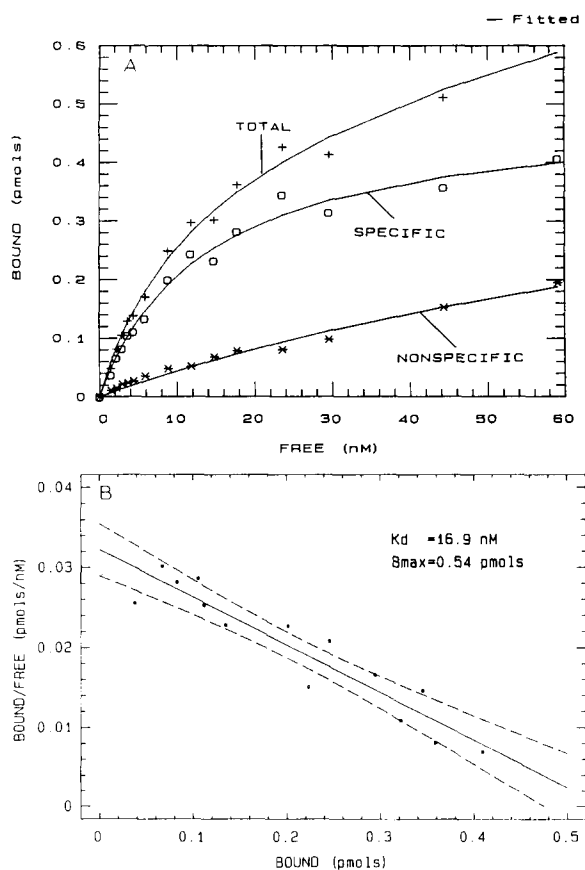 — Fitted
A
0.6
0.5
0.4
0.3
0.2
0.1
0
BOUND (pmols)
TOTAL
SPECIFIC
NONSPECIFIC
0 10 20 30 40 50 60
FREE (nM)
B
0.04
0.03
0.02
0.01
0
BOUND/FREE (pmols/nM)
Kd =16.9 nM
Bmax=0.54 pmols
0 0.1 0.2 0.3 0.4 0.5
BOUND (pmols)